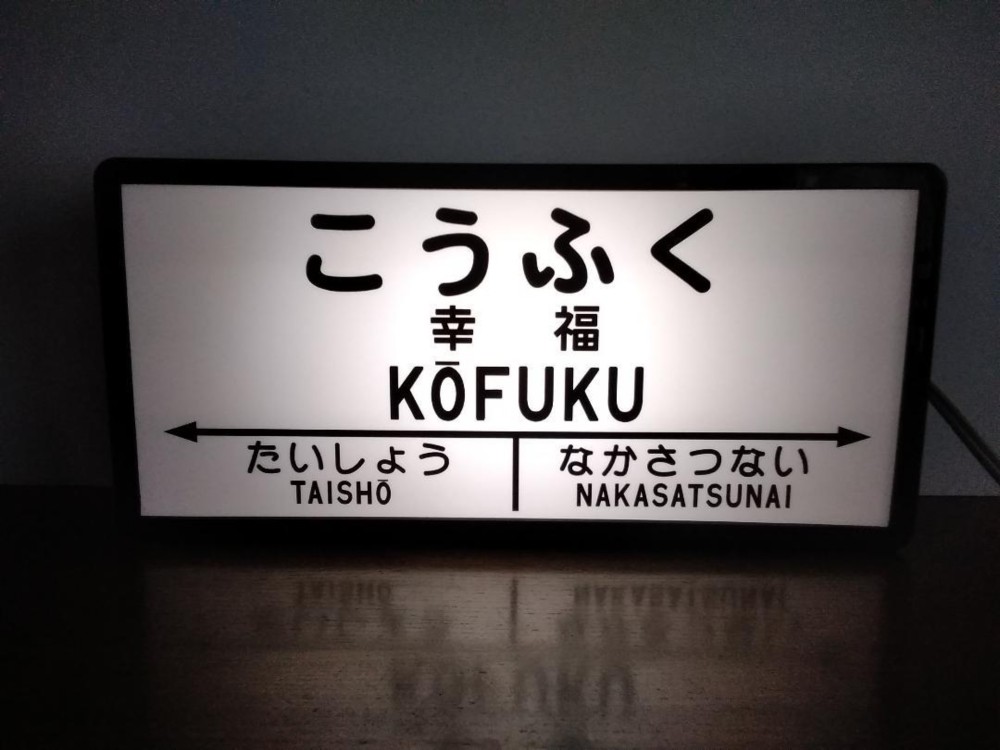 こうふく
幸 福
KŌFUKU
たいしょう なかさつない
TAISHŌ NAKASATSUNAI